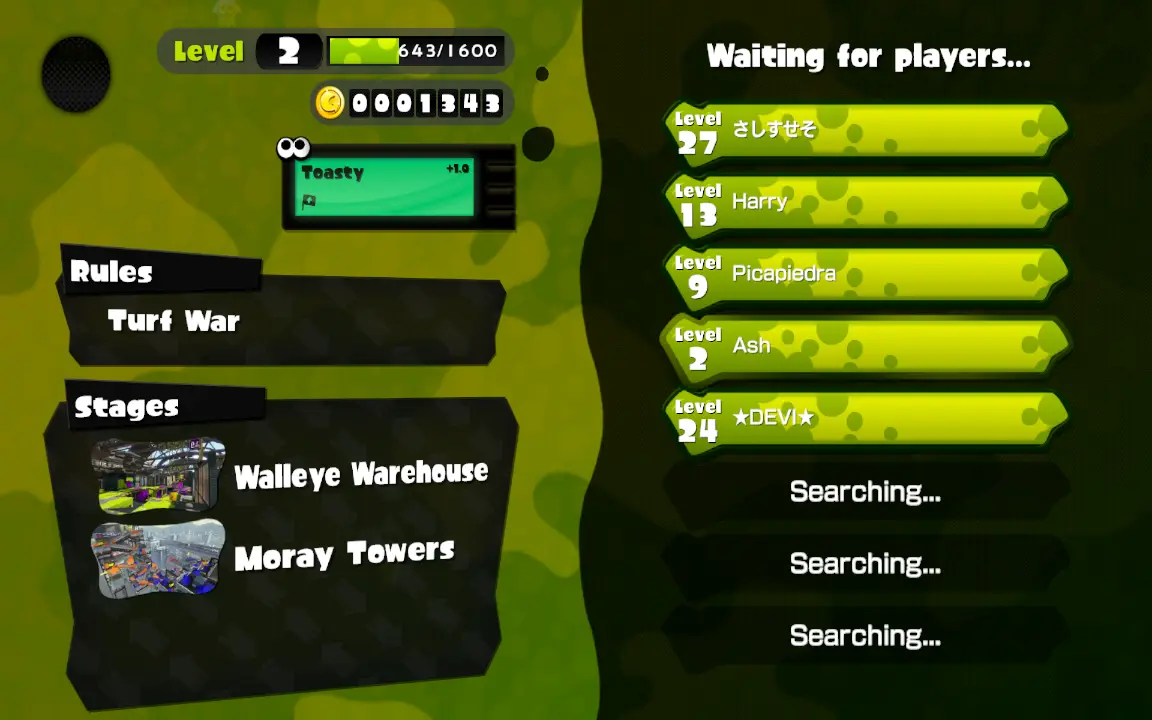 Level 2 643/1600
0001343
Toasty +1.0
Rules
Turf War
Stages
Walleye Warehouse
Moray Towers
Waiting for players...
Level 27 さしすせそ
Level 13 Harry
Level 9 Picapiedra
Level 2 Ash
Level 24 ★DEVI★
Searching...
Searching...
Searching...